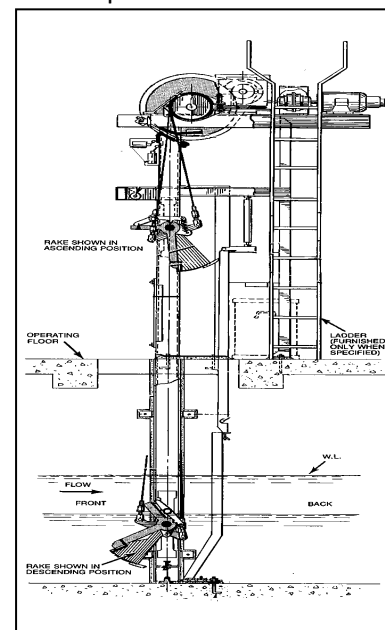 RAKE SHOWN IN
ASCENDING POSITION
OPERATING
FLOOR
LADDER
(FURNISHED
ONLY WHEN
SPECIFIED)
W.L.
FLOW
FRONT
BACK
RAKE SHOWN IN
DESCENDING POSITION